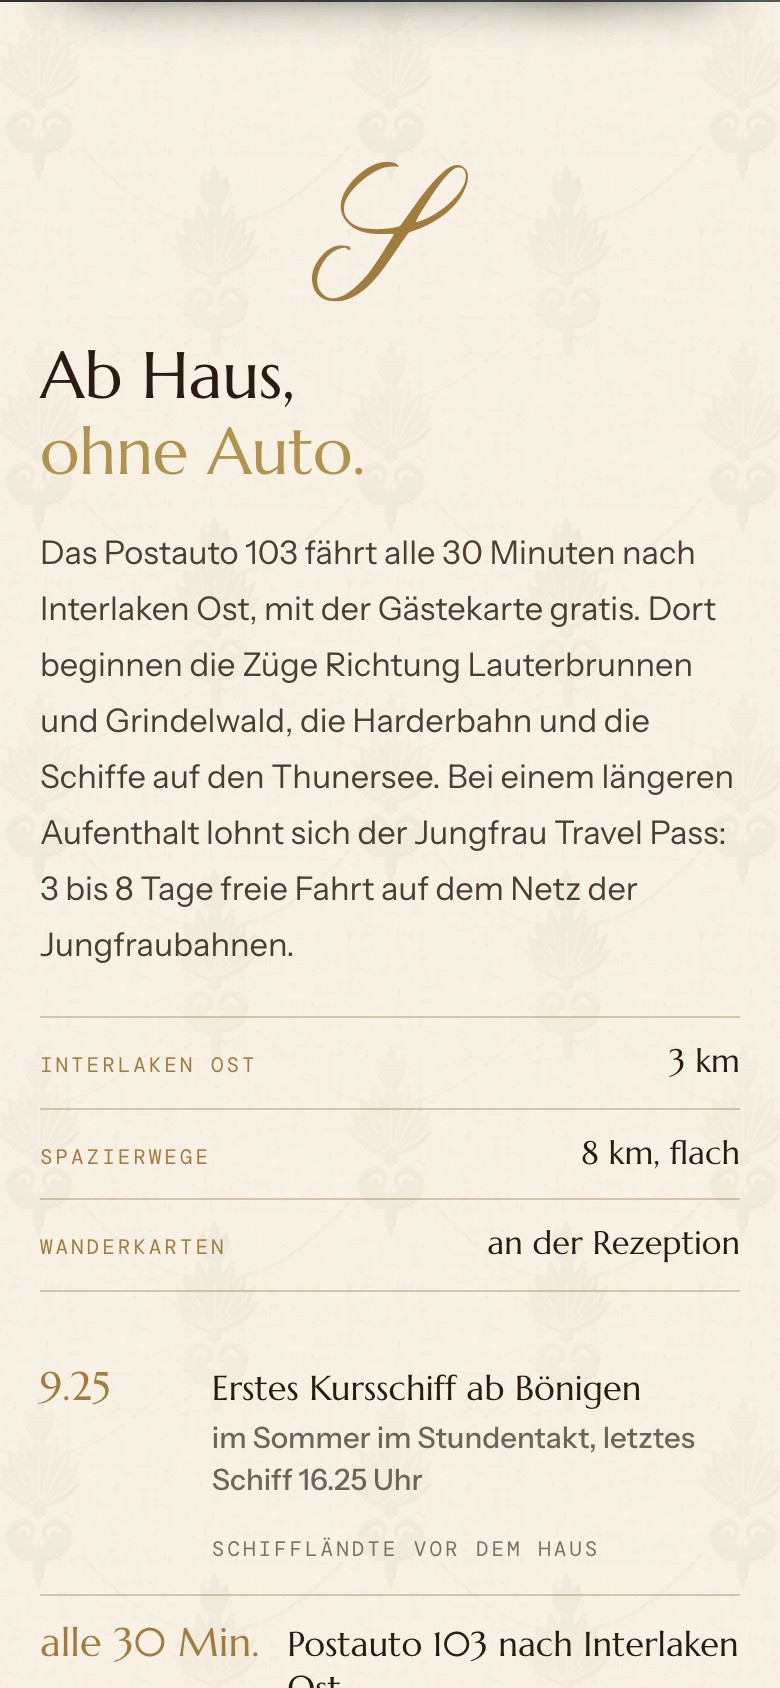 S
Ab Haus,
ohne Auto.
Das Postauto 103 fährt alle 30 Minuten nach
Interlaken Ost, mit der Gästekarte gratis. Dort
beginnen die Züge Richtung Lauterbrunnen
und Grindelwald, die Harderbahn und die
Schiffe auf den Thunersee. Bei einem längeren
Aufenthalt lohnt sich der Jungfrau Travel Pass:
3 bis 8 Tage freie Fahrt auf dem Netz der
Jungfraubahnen.
INTERLAKEN OST 3 km
SPAZIERWEGE 8 km, flach
WANDERKARTEN an der Rezeption
9.25 Erstes Kursschiff ab Bönigen
im Sommer im Stundentakt, letztes
Schiff 16.25 Uhr
SCHIFFLÄNDTE VOR DEM HAUS
alle 30 Min. Postauto 103 nach Interlaken
Ost